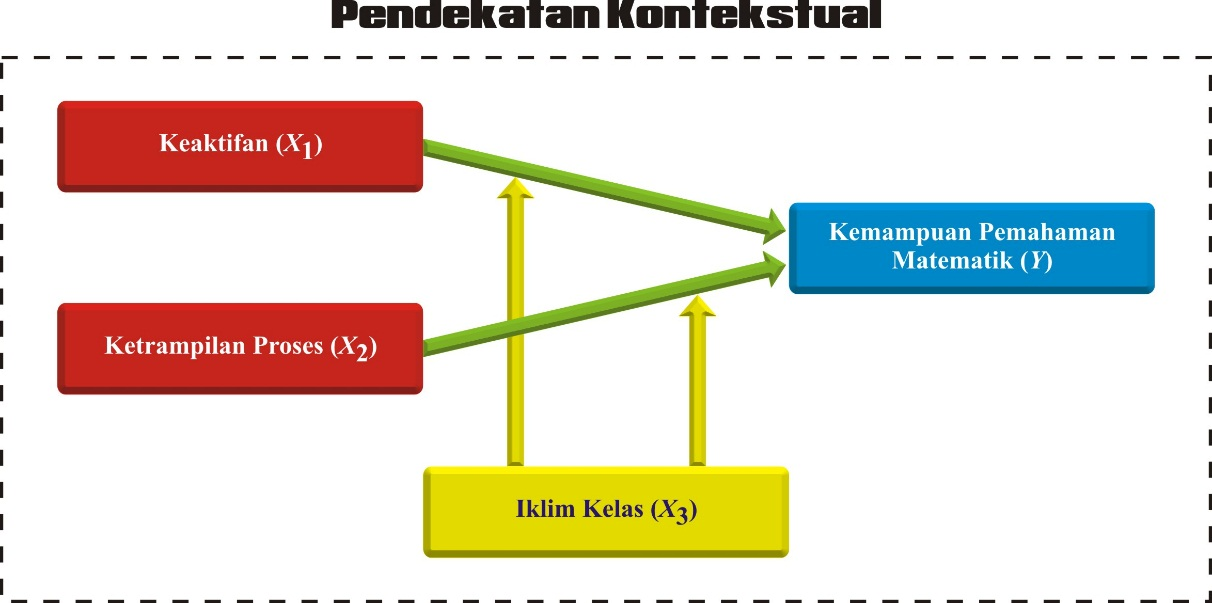 Pendekatan Kontekstual
Keaktifan (X1)
Kemampuan Pemahaman
Matematik (Y)
Ketrampilan Proses (X2)
Iklim Kelas (X3)